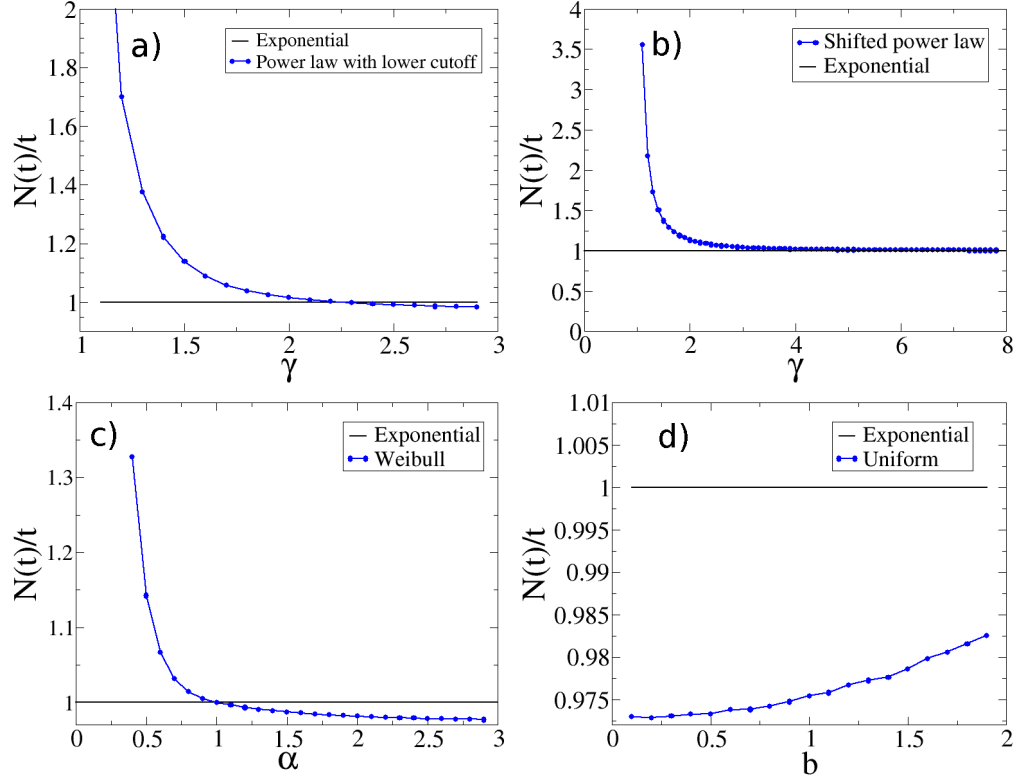 a)
2
1.8
1.6
1.4
1.2
1
N(t)/t
Exponential
Power law with lower cutoff
1 1.5 2 2.5 3
γ
b)
4
3.5
3
2.5
2
1.5
1
0.5
0
N(t)/t
Shifted power law
Exponential
0 2 4 6 8
γ
c)
1.4
1.3
1.2
1.1
1
N(t)/t
Exponential
Weibull
0 0.5 1 1.5 2 2.5 3
α
d)
1.01
1.005
1
0.995
0.99
0.985
0.98
0.975
N(t)/t
Exponential
Uniform
0 0.5 1 1.5 2
b